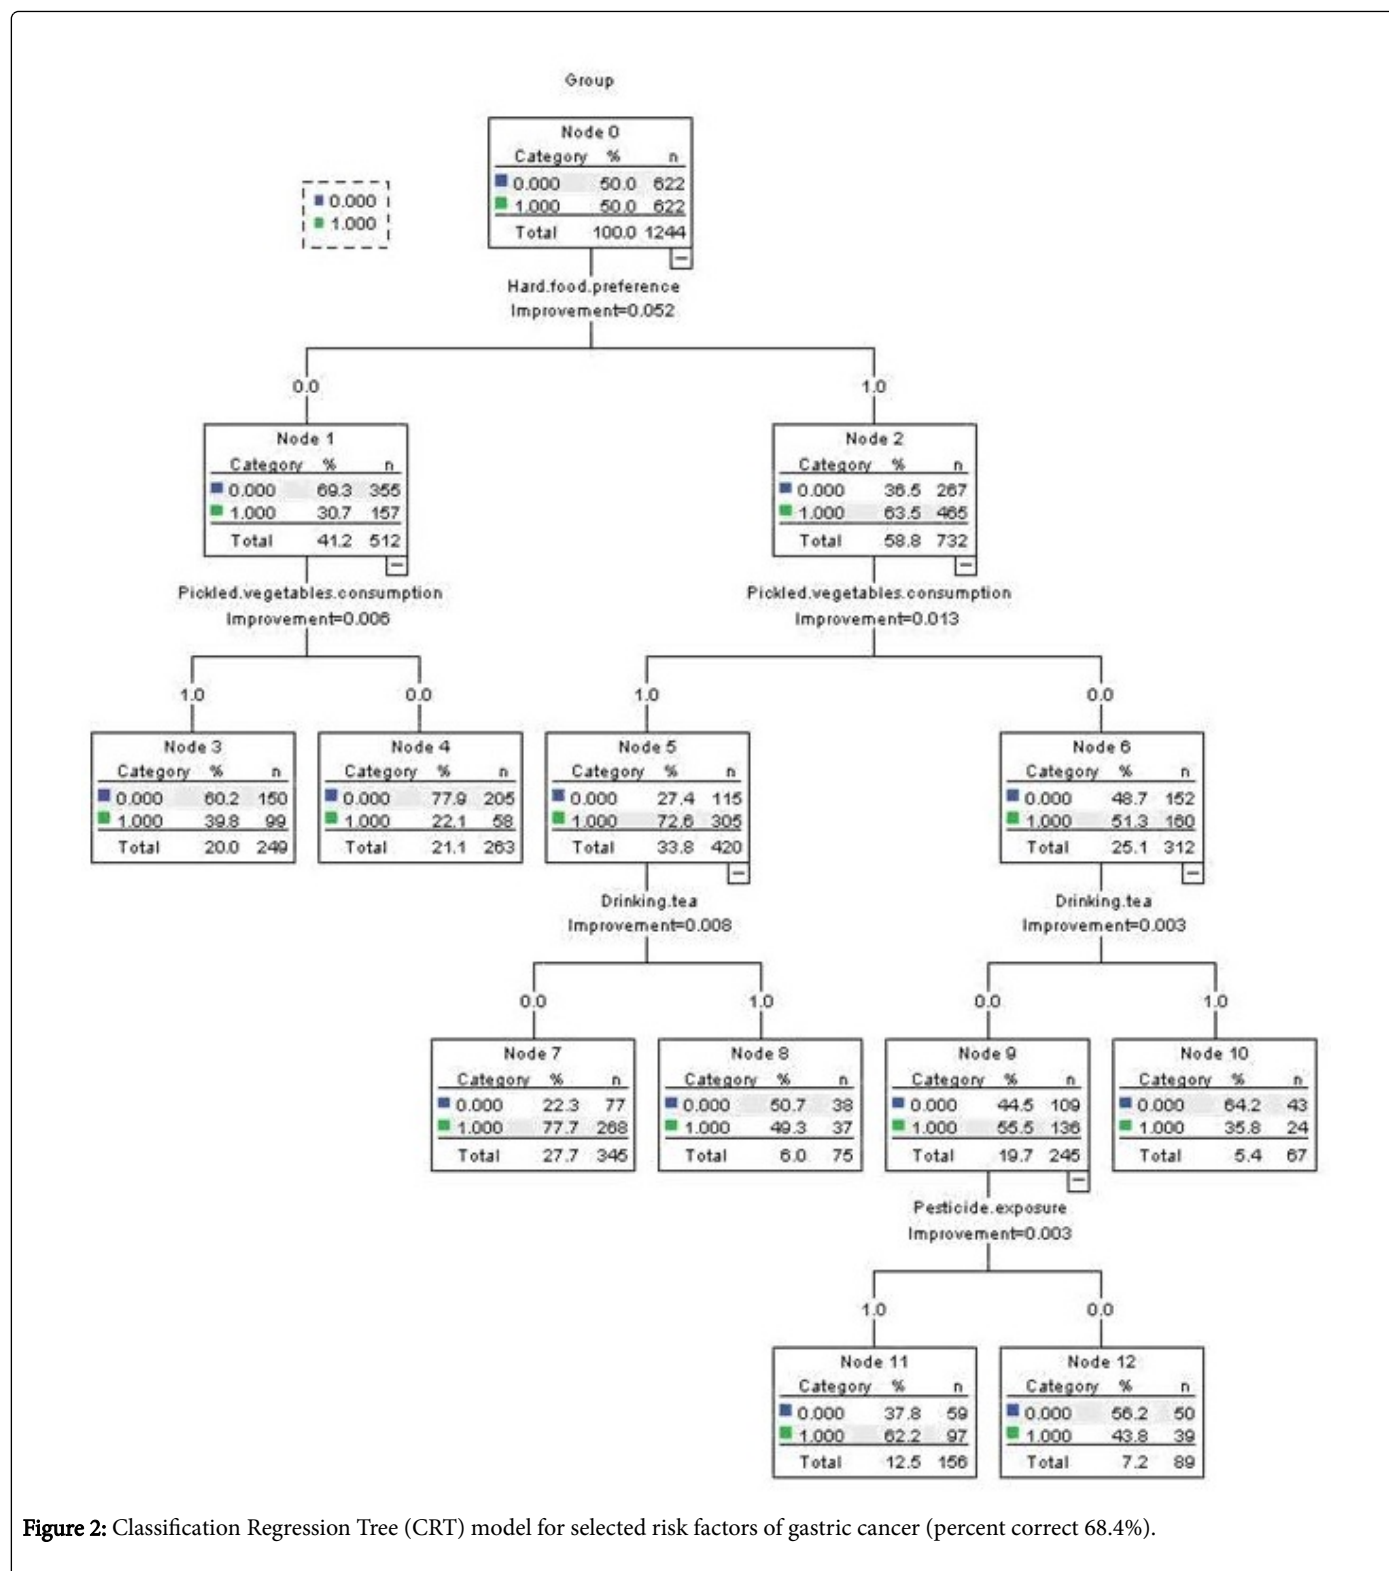 Group
Node 0
Category % n
0.000 50.0 622
1.000 50.0 622
Total 100.0 1244
0.000
1.000
Hard.food.preference
Improvement=0.052
0.0
1.0
Node 1
Category % n
0.000 69.3 355
1.000 30.7 157
Total 41.2 512
Node 2
Category % n
0.000 36.5 267
1.000 63.5 465
Total 58.8 732
Pickled.vegetables.consumption
Improvement=0.006
Pickled.vegetables.consumption
Improvement=0.013
1.0
0.0
1.0
0.0
Node 3
Category % n
0.000 60.2 150
1.000 39.8 99
Total 20.0 249
Node 4
Category % n
0.000 77.9 205
1.000 22.1 58
Total 21.1 263
Node 5
Category % n
0.000 27.4 115
1.000 72.6 305
Total 33.8 420
Node 6
Category % n
0.000 48.7 152
1.000 51.3 160
Total 25.1 312
Drinking.tea
Improvement=0.008
Drinking.tea
Improvement=0.003
0.0
1.0
0.0
1.0
Node 7
Category % n
0.000 22.3 77
1.000 77.7 268
Total 27.7 345
Node 8
Category % n
0.000 50.7 38
1.000 49.3 37
Total 6.0 75
Node 9
Category % n
0.000 44.5 109
1.000 55.5 136
Total 19.7 245
Node 10
Category % n
0.000 64.2 43
1.000 35.8 24
Total 5.4 67
Pesticide.exposure
Improvement=0.003
1.0
0.0
Node 11
Category % n
0.000 37.8 59
1.000 62.2 97
Total 12.5 156
Node 12
Category % n
0.000 56.2 50
1.000 43.8 39
Total 7.2 89
Figure 2: Classification Regression Tree (CRT) model for selected risk factors of gastric cancer (percent correct 68.4%).